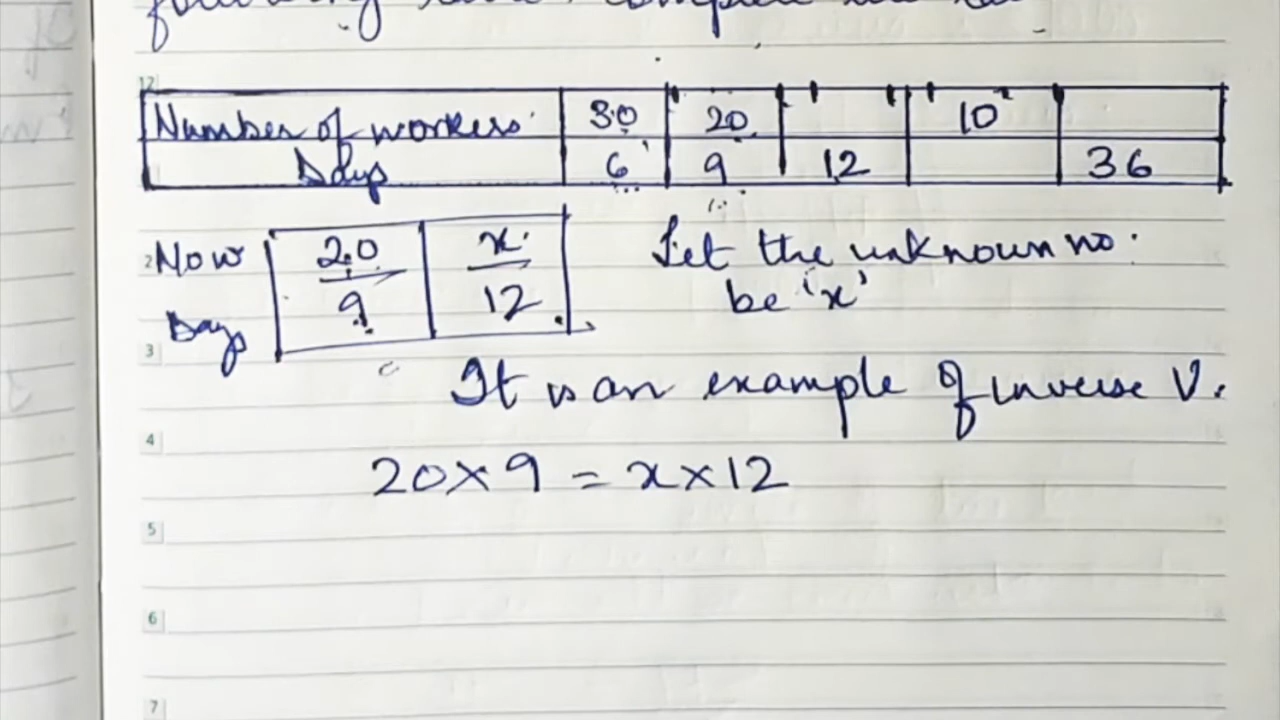 following
Number of workers 30 20 10
Days 6 9 12 36
Now 20 x Let the unknown no:
Days 9 12 be 'x'
It is an example of inverse V.
20 × 9 = x × 12